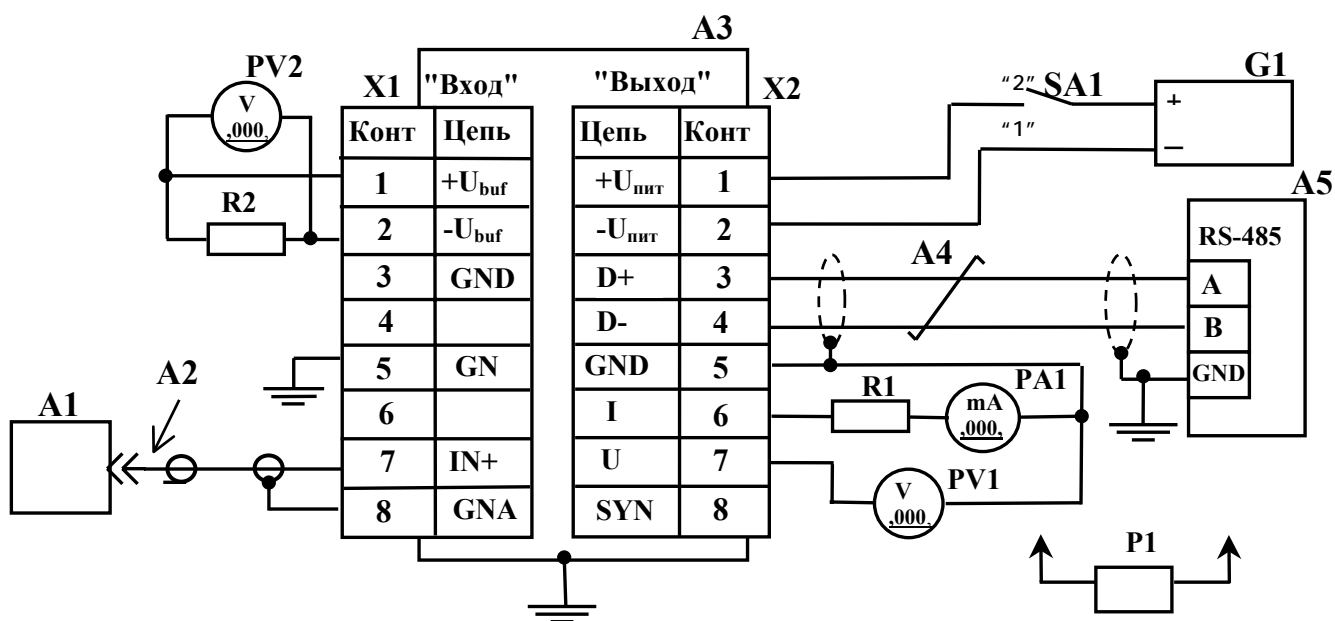 A3
PV2
V
,000,
X1
"Вход"
"Выход"
X2
"2"
SA1
"1"
G1
+
–
Конт
Цепь
Цепь
Конт
1
+Ubuf
+Uпит
1
R2
2
-Ubuf
-Uпит
2
3
GND
D+
3
4
D-
4
5
GN
GND
5
6
I
6
7
IN+
U
7
8
GNA
SYN
8
A5
RS-485
A
B
GND
A4
A1
A2
R1
PA1
mA
,000,
PV1
V
,000,
P1